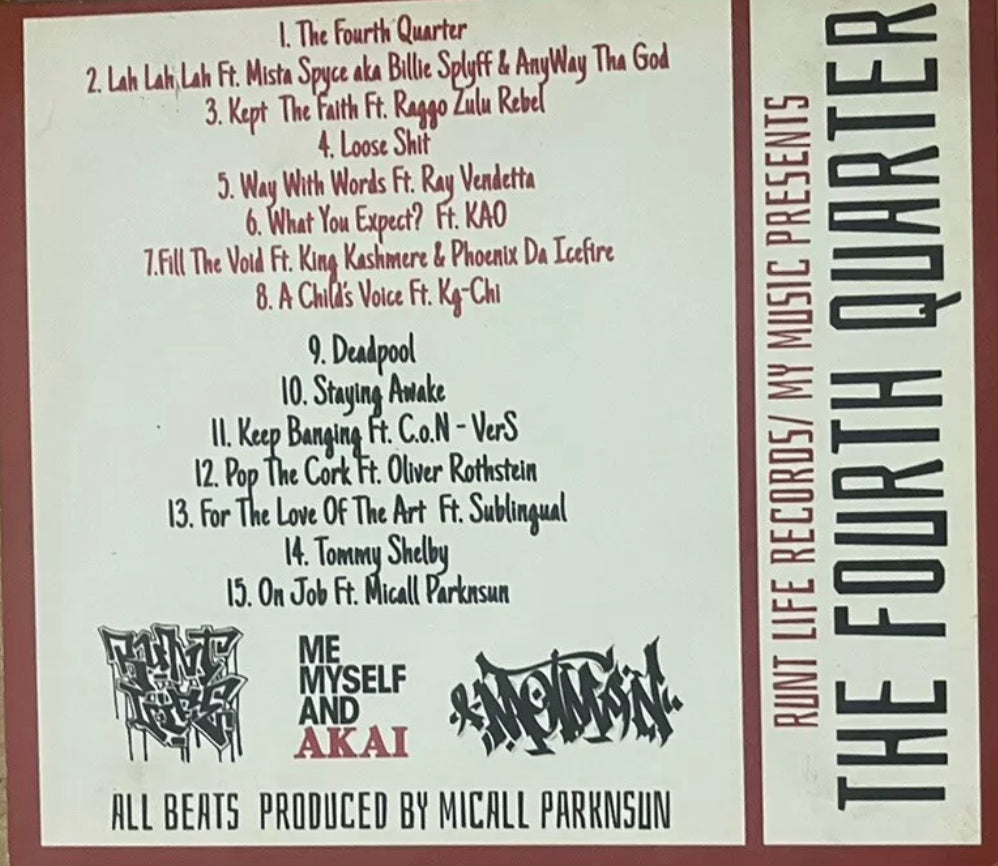 1. The Fourth Quarter
2. Lah Lah Lah Ft. Mista Spyce aka Billie Splyff & AnyWay Tha God
3. Kept The Faith Ft. Raggo Zulu Rebel
4. Loose Shit
5. Way With Words Ft. Ray Vendetta
6. What You Expect? Ft. KAO
7.Fill The Void Ft. King Kashmere & Phoenix Da Icefire
8. A Child's Voice Ft. Kg-Chi
9. Deadpool
10. Staying Awake
11. Keep Banging Ft. C.o.N - VerS
12. Pop The Cork Ft. Oliver Rothstein
13. For The Love Of The Art Ft. Sublingual
14. Tommy Shelby
15. On Job Ft. Micall Parknsun
RUNT
LIFE
ME
MYSELF
AND
AKAI
ALL BEATS PRODUCED BY MICALL PARKNSUN
RUNT LIFE RECORDS/ MY MUSIC PRESENTS
THE FOURTH QUARTER